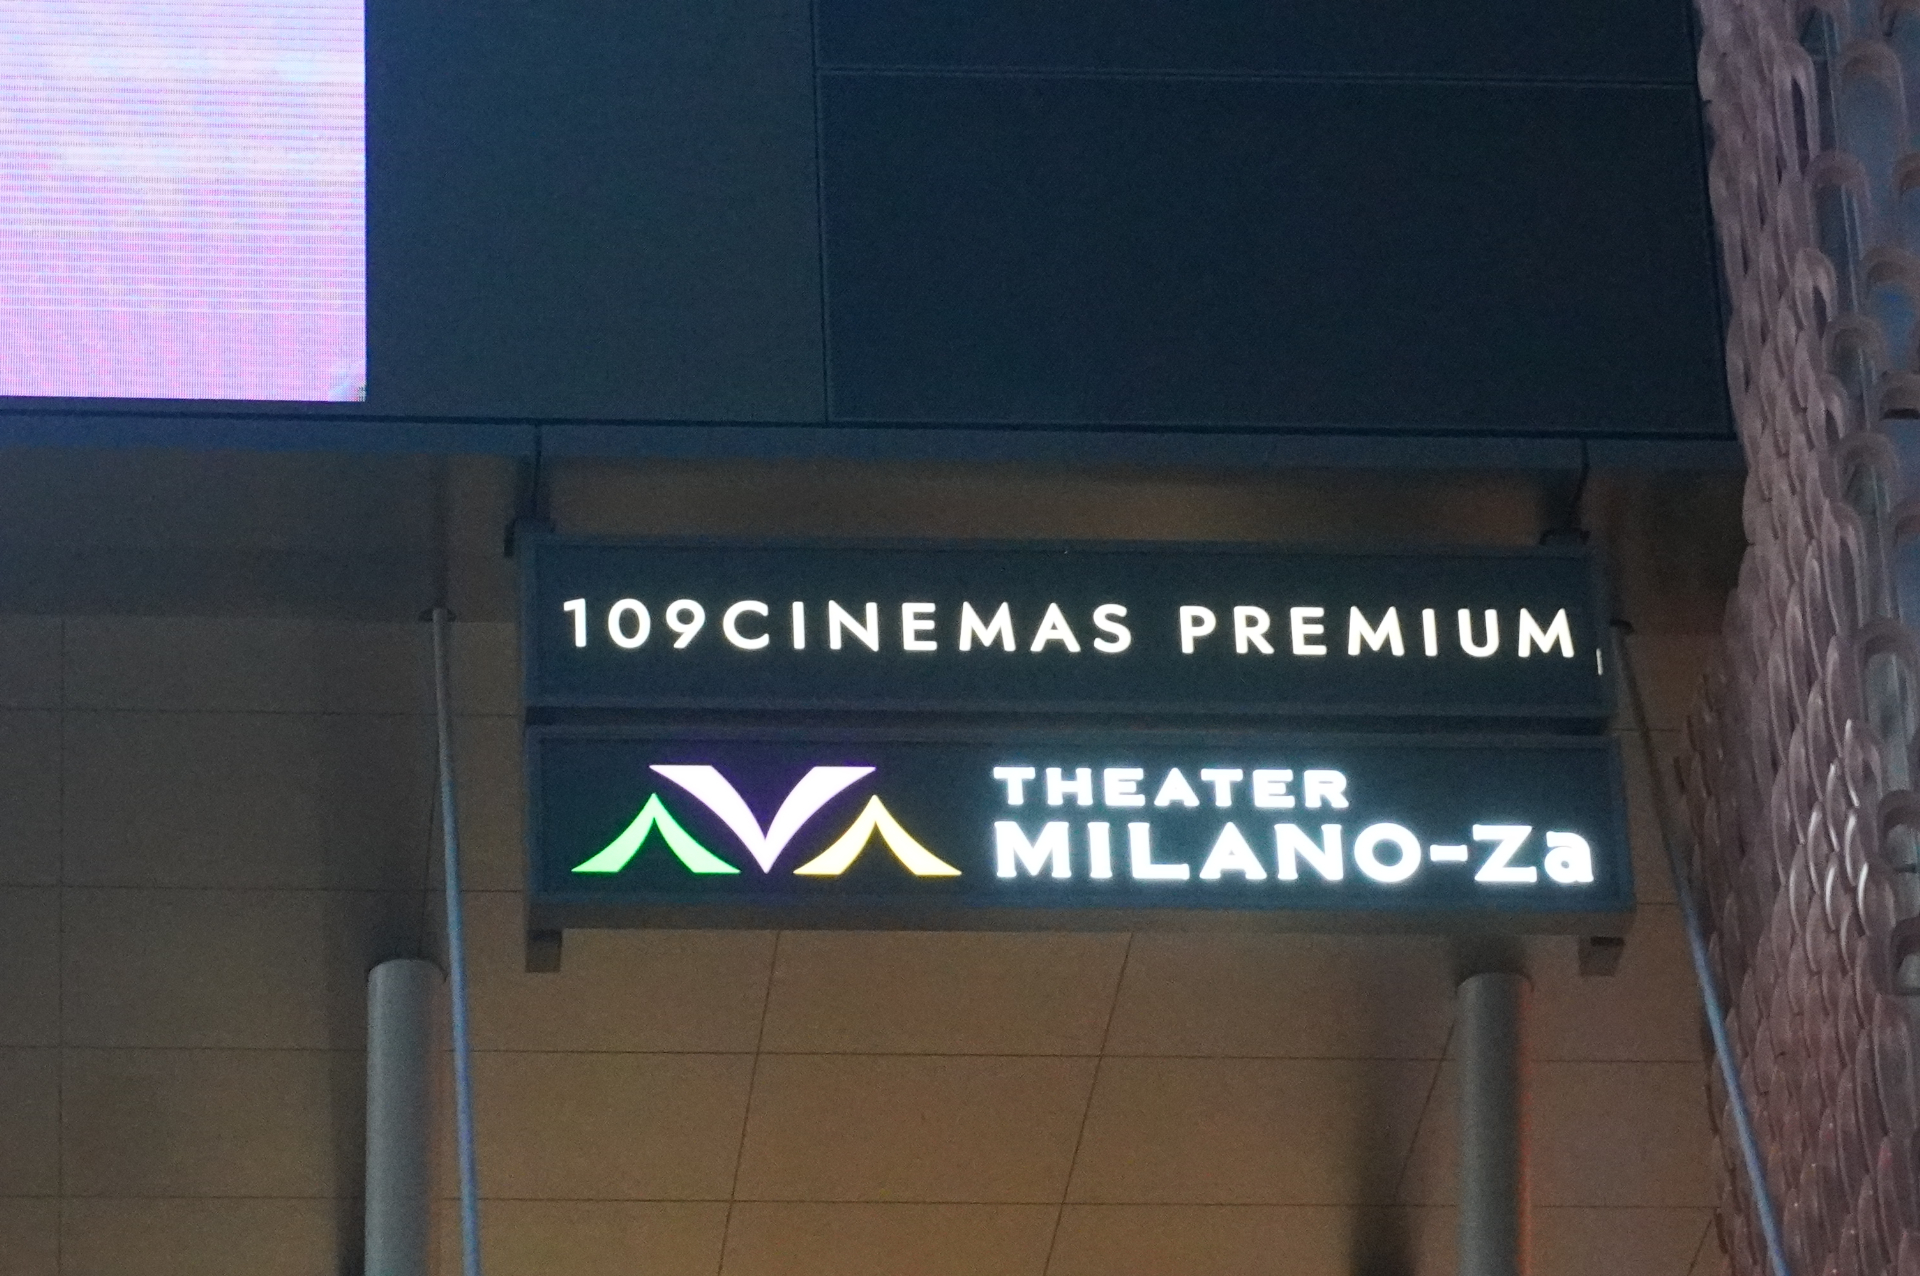 109CINEMAS PREMIUM
THEATER
MILANO-Za